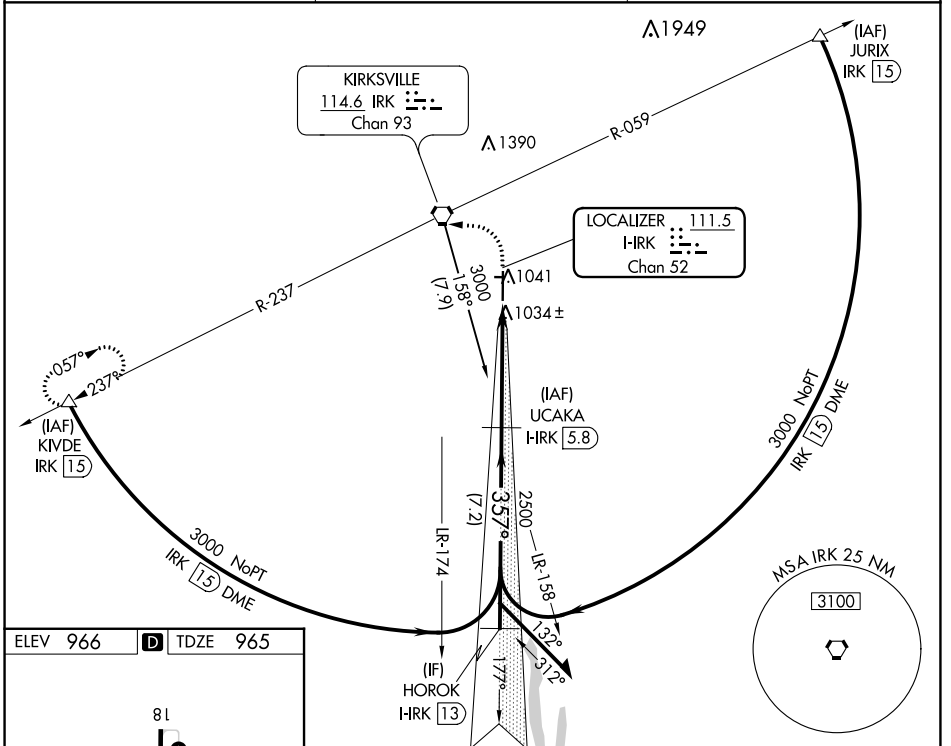 1949
(IAF)
JURIX
IRK 15
KIRKSVILLE
114.6 IRK
Chan 93
1390
R-059
LOCALIZER 111.5
I-IRK
Chan 52
3000
158°
(7.9)
1041
1034±
R-237
057°
237°
(IAF)
KIVDE
IRK 15
(IAF)
UCAKA
I-IRK 5.8
3000 NoPT
IRK 15 DME
LR-174
(7.2)
357°
2500
LR-158
3000 NoPT
IRK 15 DME
MSA IRK 25 NM
3100
132°
312°
177°
(IF)
HOROK
I-IRK 13
ELEV 966 D TDZE 965
18